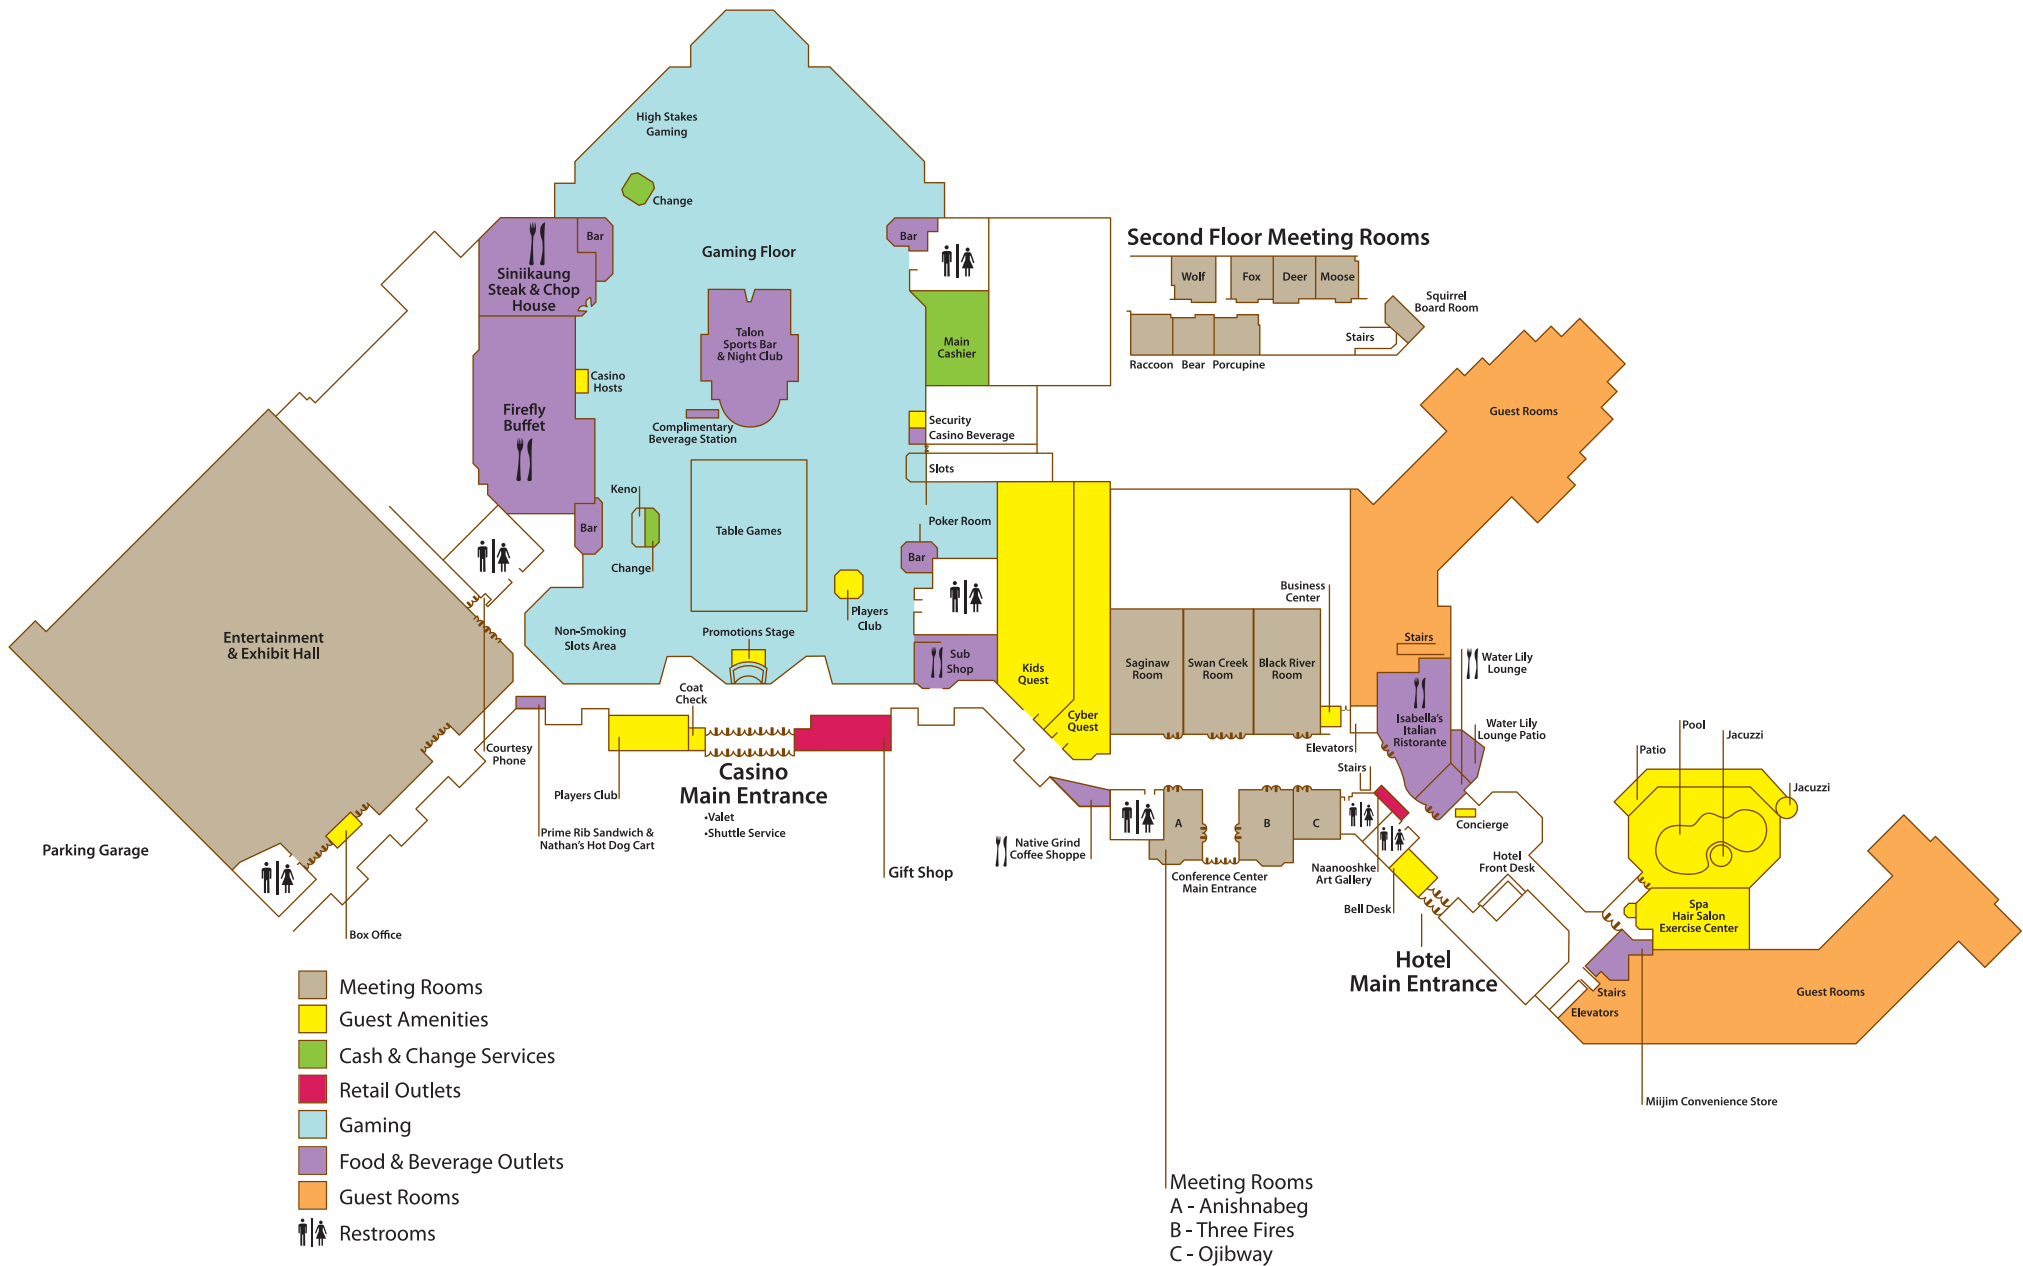 High Stakes
Gaming
Change
Siniikaung
Steak & Chop
House
Bar
Gaming Floor
Bar
Talon
Sports Bar
& Night Club
Main
Cashier
Casino
Hosts
Firefly
Buffet
Complimentary
Beverage Station
Security
Casino Beverage
Slots
Keno
Bar
Change
Table Games
Poker Room
Bar
Players
Club
Non-Smoking
Slots Area
Promotions Stage
Sub
Shop
Kids
Quest
Cyber
Quest
Entertainment
& Exhibit Hall
Coat
Check
Courtesy
Phone
Players Club
Casino
Main Entrance
•Valet
•Shuttle Service
Prime Rib Sandwich &
Nathan's Hot Dog Cart
Gift Shop
Parking Garage
Box Office
Second Floor Meeting Rooms
Wolf
Fox
Deer
Moose
Squirrel
Board Room
Stairs
Raccoon
Bear
Porcupine
Guest Rooms
Business
Center
Saginaw
Room
Swan Creek
Room
Black River
Room
Stairs
Water Lily
Lounge
Isabella's
Italian
Ristorante
Water Lily
Lounge Patio
Elevators
Stairs
Native Grind
Coffee Shoppe
A
B
C
Conference Center
Main Entrance
Naanooshke
Art Gallery
Bell Desk
Concierge
Hotel
Front Desk
Hotel
Main Entrance
Pool
Patio
Jacuzzi
Jacuzzi
Spa
Hair Salon
Exercise Center
Stairs
Elevators
Guest Rooms
Miijim Convenience Store
Meeting Rooms
Guest Amenities
Cash & Change Services
Retail Outlets
Gaming
Food & Beverage Outlets
Guest Rooms
Restrooms
Meeting Rooms
A - Anishnabeg
B - Three Fires
C - Ojibway